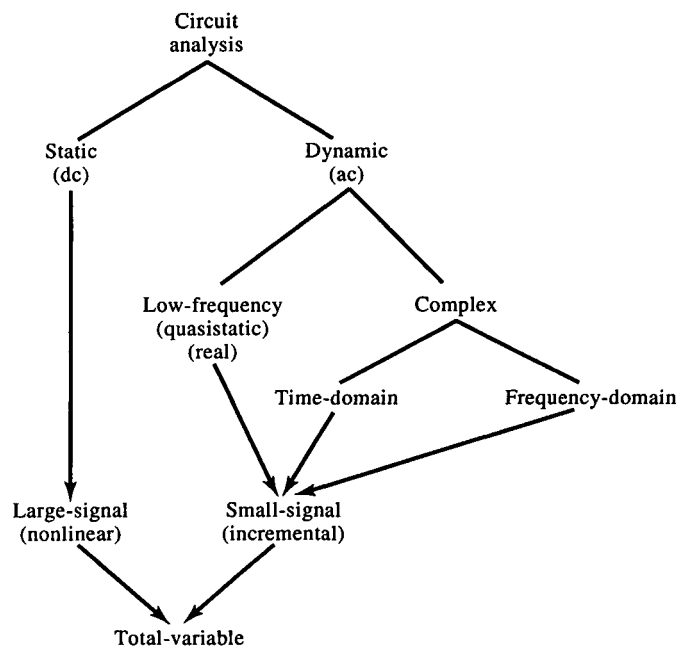 Circuit
analysis
Static
(dc)
Dynamic
(ac)
Low-frequency
(quasistatic)
(real)
Complex
Time-domain
Frequency-domain
Large-signal
(nonlinear)
Small-signal
(incremental)
Total-variable